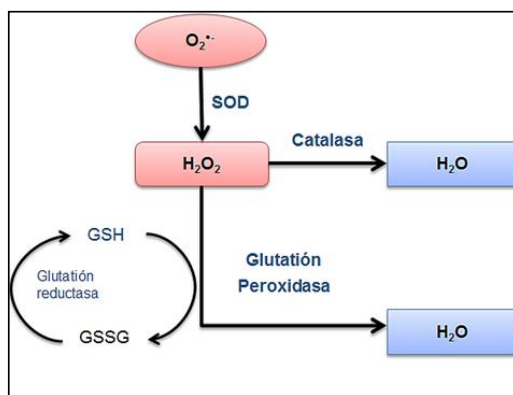 O₂•-
SOD
Catalasa
H₂O₂
H₂O
GSH
Glutatión
reductasa
GSSG
Glutatión
Peroxidasa
H₂O